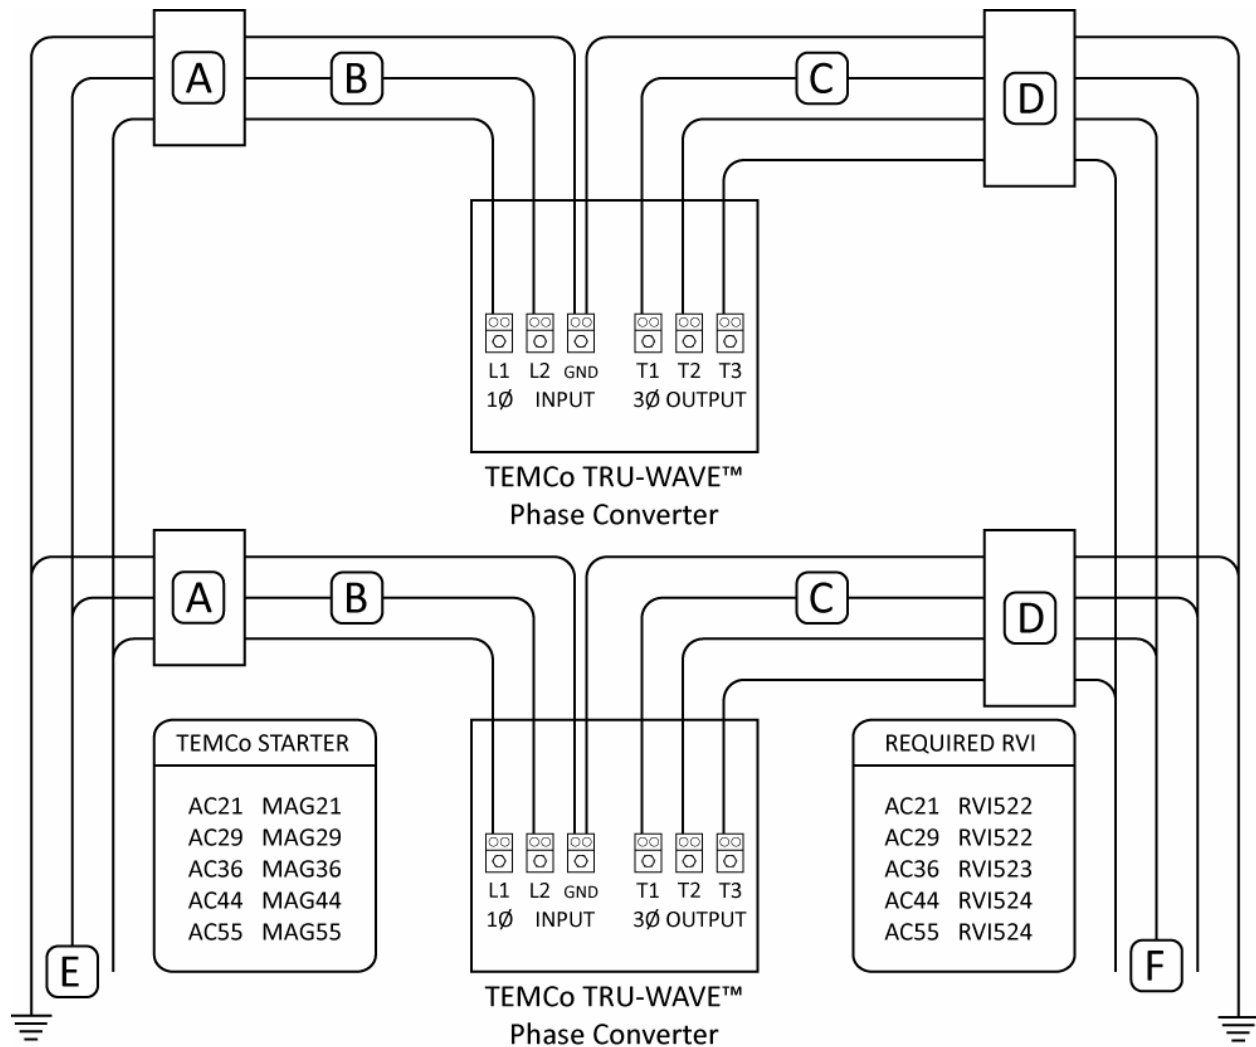 A
B
C
D
L1 L2 GND T1 T2 T3
1Ø INPUT 3Ø OUTPUT
TEMCo TRU-WAVE™
Phase Converter
A
B
C
D
TEMCo STARTER
AC21 MAG21
AC29 MAG29
AC36 MAG36
AC44 MAG44
AC55 MAG55
L1 L2 GND T1 T2 T3
1Ø INPUT 3Ø OUTPUT
TEMCo TRU-WAVE™
Phase Converter
REQUIRED RVI
AC21 RVI522
AC29 RVI522
AC36 RVI523
AC44 RVI524
AC55 RVI524
E
F